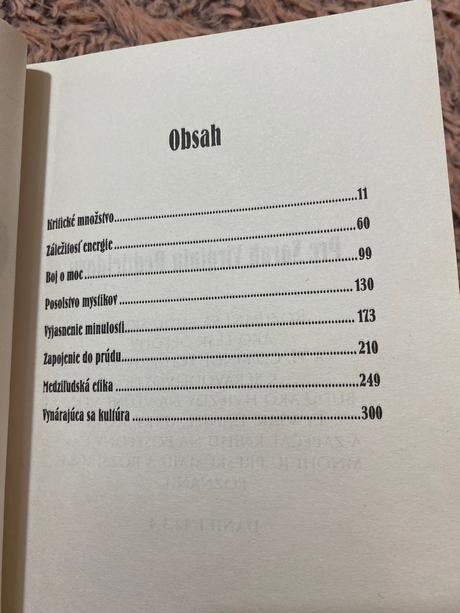 Obsah
Kritické množstvo........................................................11
Záležitosť energie........................................................60
Boj o moc........................................................99
Posolstvo mystikov........................................................130
Vyjasnenie minulosti........................................................173
Zapojenie do prúdu........................................................210
Medziľudská etika........................................................249
Vynárajúca sa kultúra........................................................300